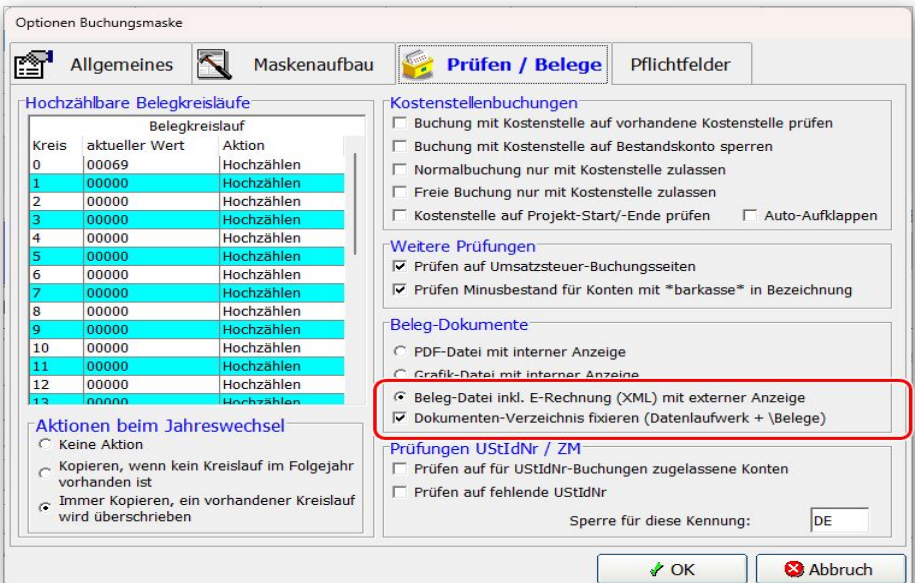 Optionen Buchungsmaske
Allgemeines Maskenaufbau Prüfen / Belege Pflichtfelder
Hochzählbare Belegkreisläufe
Belegkreislauf
Kreis aktueller Wert Aktion
0 00069 Hochzählen
1 00000 Hochzählen
2 00000 Hochzählen
3 00000 Hochzählen
4 00000 Hochzählen
5 00000 Hochzählen
6 00000 Hochzählen
7 00000 Hochzählen
8 00000 Hochzählen
9 00000 Hochzählen
10 00000 Hochzählen
11 00000 Hochzählen
12 00000 Hochzählen
13 00000 Hochzählen
Aktionen beim Jahreswechsel
Keine Aktion
Kopieren, wenn kein Kreislauf im Folgejahr
vorhanden ist
Immer Kopieren, ein vorhandener Kreislauf
wird überschrieben
Kostenstellenbuchungen
Buchung mit Kostenstelle auf vorhandene Kostenstelle prüfen
Buchung mit Kostenstelle auf Bestandskonto sperren
Normalbuchung nur mit Kostenstelle zulassen
Freie Buchung nur mit Kostenstelle zulassen
Kostenstelle auf Projekt-Start/-Ende prüfen Auto-Aufklappen
Weitere Prüfungen
Prüfen auf Umsatzsteuer-Buchungsseiten
Prüfen Minusbestand für Konten mit *barkasse* in Bezeichnung
Beleg-Dokumente
PDF-Datei mit interner Anzeige
Grafik-Datei mit interner Anzeige
Beleg-Datei inkl. E-Rechnung (XML) mit externer Anzeige
Dokumenten-Verzeichnis fixieren (Datenlaufwerk + \Belege)
Prüfungen UStIdNr / ZM
Prüfen auf für UStIdNr-Buchungen zugelassene Konten
Prüfen auf fehlende UStIdNr
Sperre für diese Kennung: DE
OK Abbruch